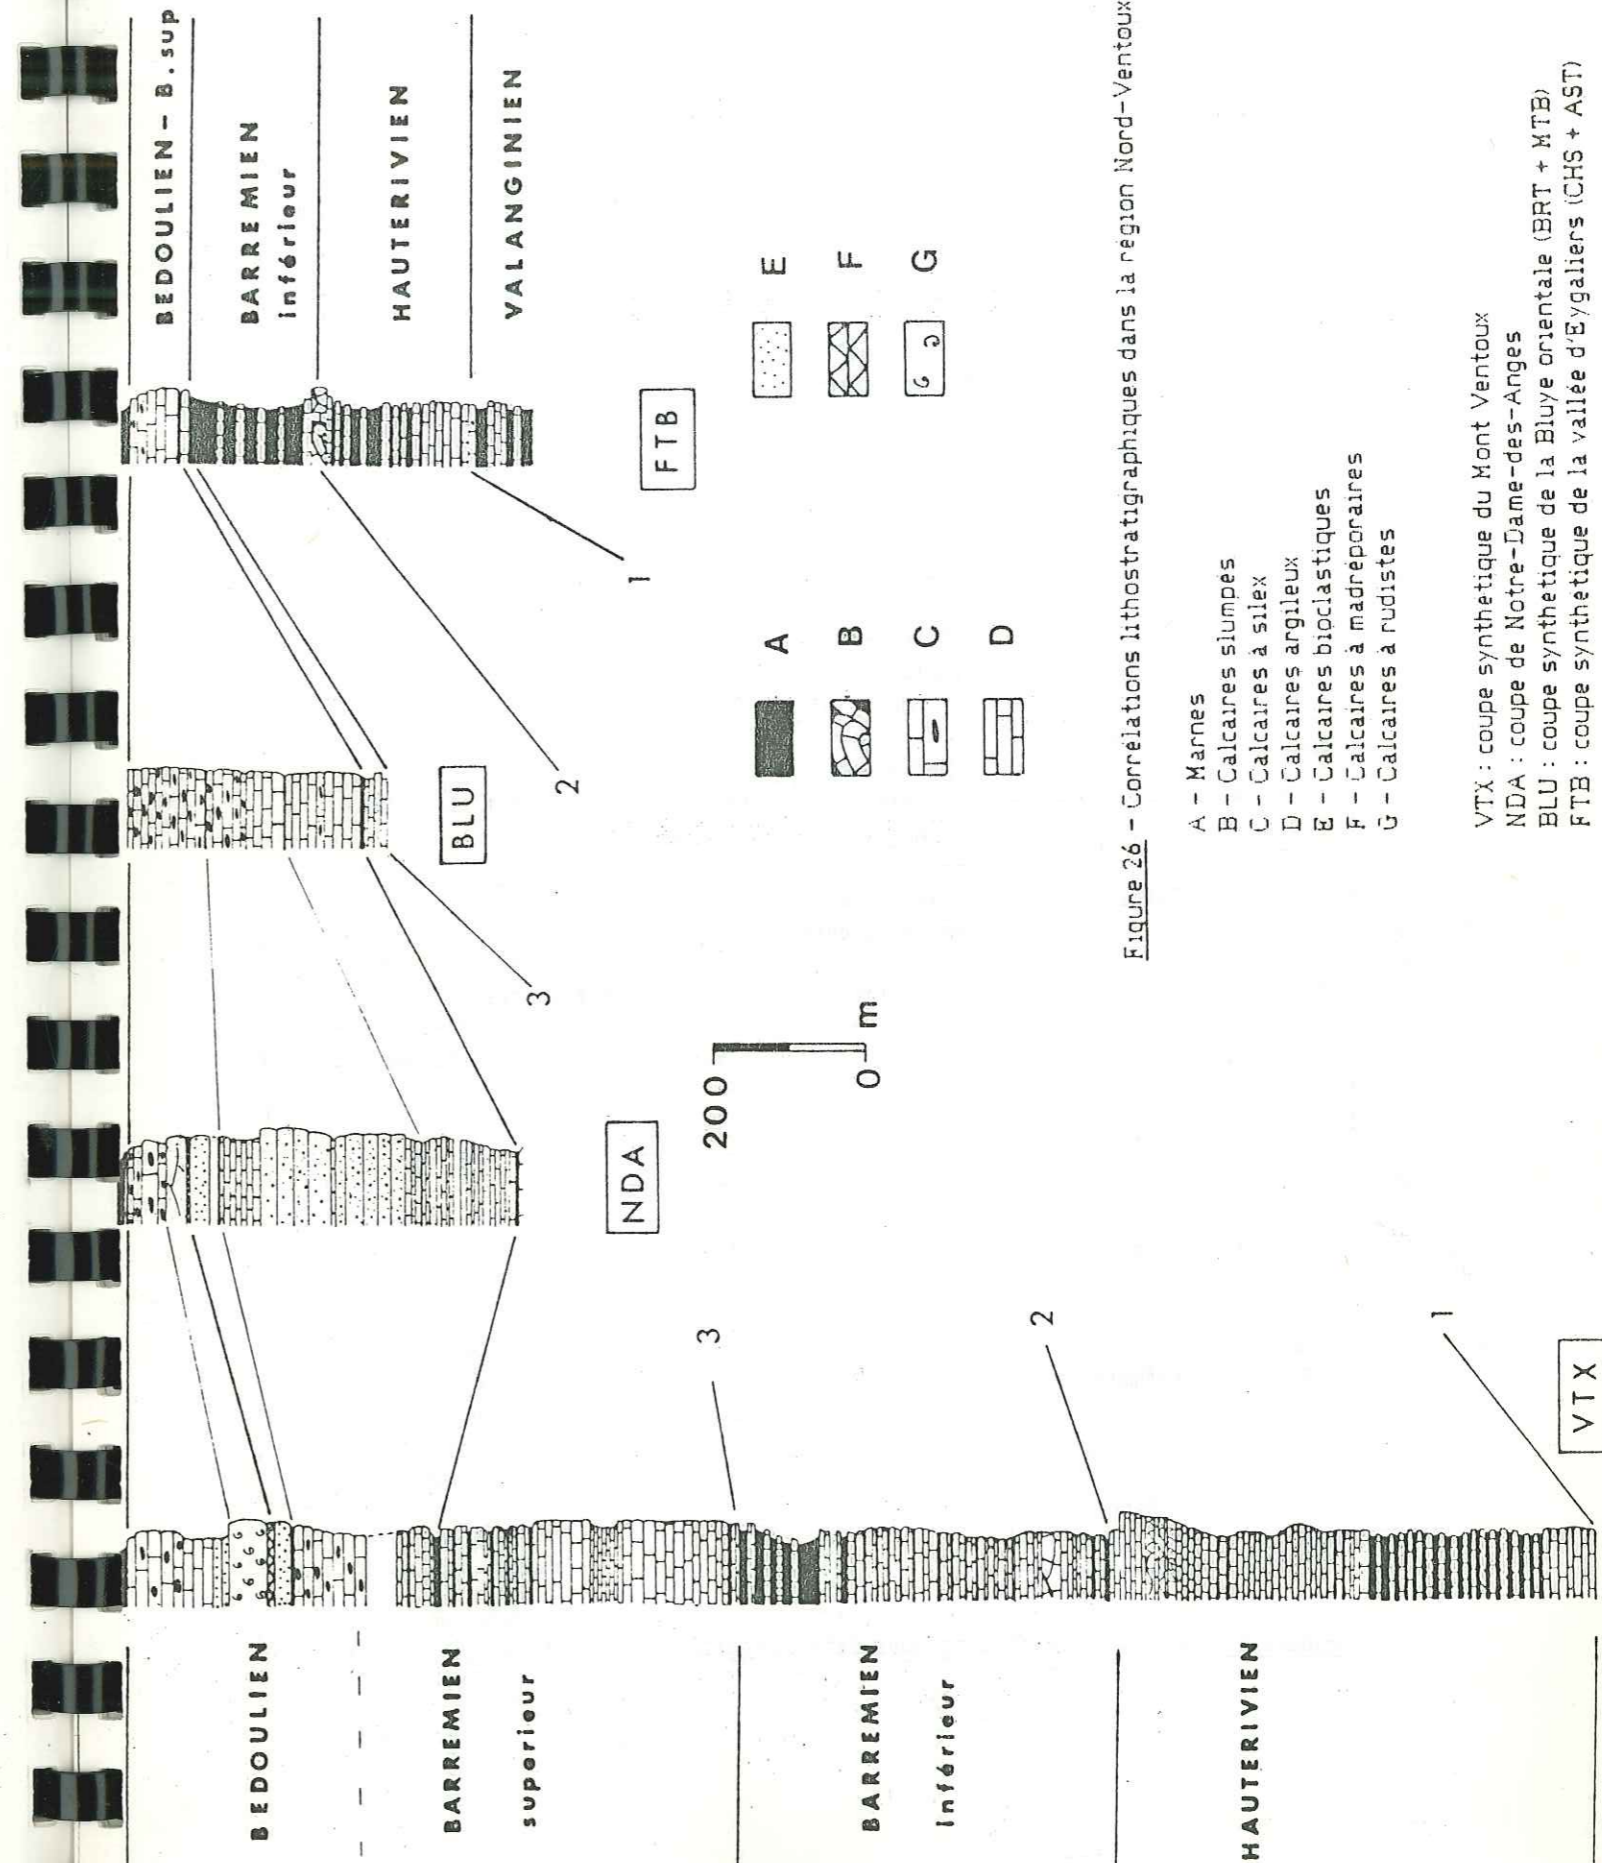 BEDOULIEN
BARREMIEN
superieur
BARREMIEN
inférieur
HAUTERIVIEN
VTX
1
2
3
NDA
200
0 m
3
BLU
2
1
FTB
BEDOULIEN - B.sup
BARREMIEN
inférieur
HAUTERIVIEN
VALANGINIEN
A
B
C
D
E
F
G
Figure 26 - Corrélations lithostratigraphiques dans la région Nord-Ventoux
A - Marnes
B - Calcaires slumpés
C - Calcaires à silex
D - Calcaires argileux
E - Calcaires bioclastiques
F - Calcaires à madréporaires
G - Calcaires à rudistes
VTX : coupe synthétique du Mont Ventoux
NDA : coupe de Notre-Dame-des-Anges
BLU : coupe synthétique de la Bluye orientale (BRT + MTB)
FTB : coupe synthétique de la vallée d'Eygaliers (CHS + AST)